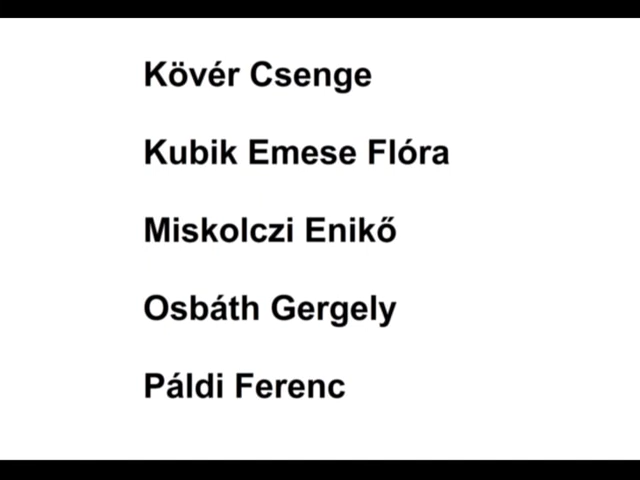 Kövér Csenge
Kubik Emese Flóra
Miskolczi Enikő
Osbáth Gergely
Páldi Ferenc